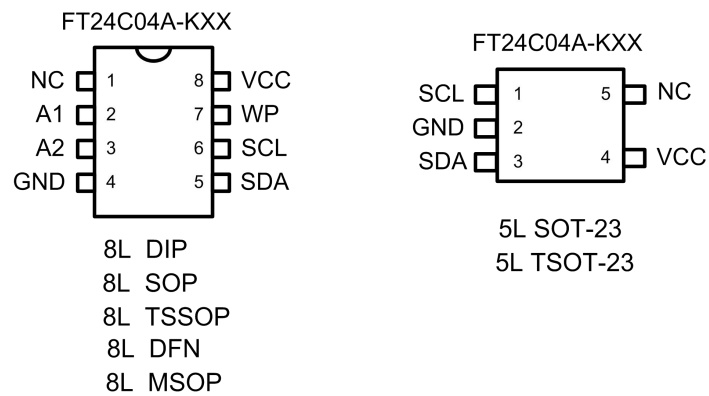 FT24C04A-KXX
NC 1 8 VCC
A1 2 7 WP
A2 3 6 SCL
GND 4 5 SDA
8L DIP
8L SOP
8L TSSOP
8L DFN
8L MSOP
FT24C04A-KXX
SCL 1 5 NC
GND 2
SDA 3 4 VCC
5L SOT-23
5L TSOT-23